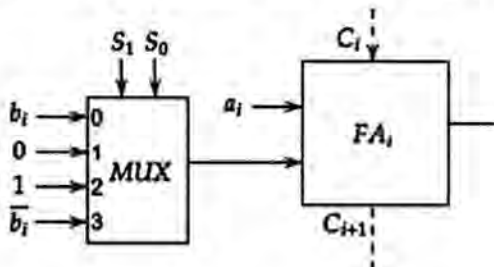 S₁ S₀
bᵢ 0
0 1
1 2
b̅ᵢ 3
MUX
aᵢ
Cᵢ
FAᵢ
Cᵢ₊₁